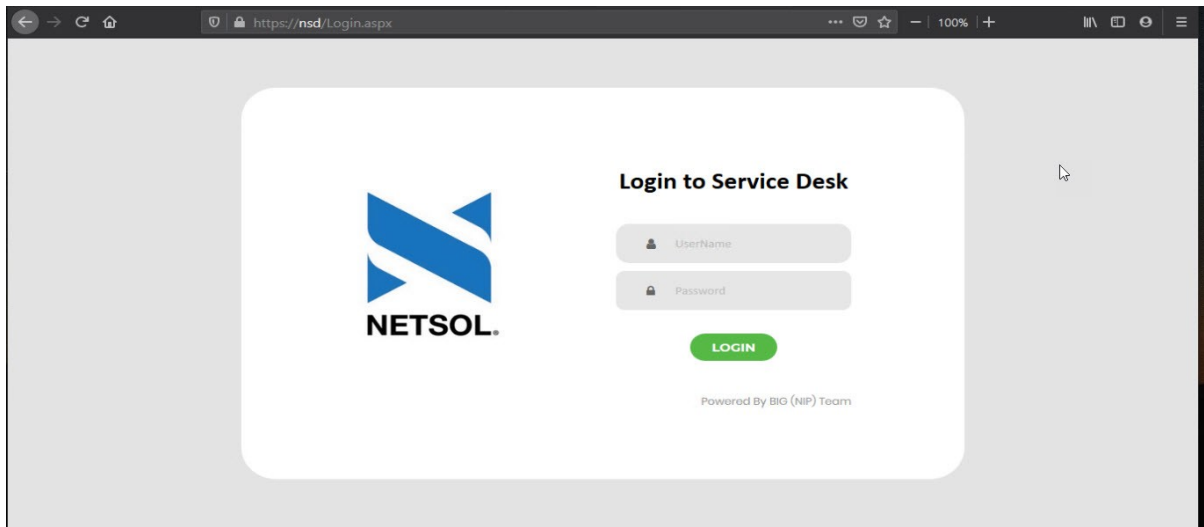 https://nsd/Login.aspx
100%
Login to Service Desk
UserName
Password
NETSOL.
LOGIN
Powered By BIG (NIP) Team